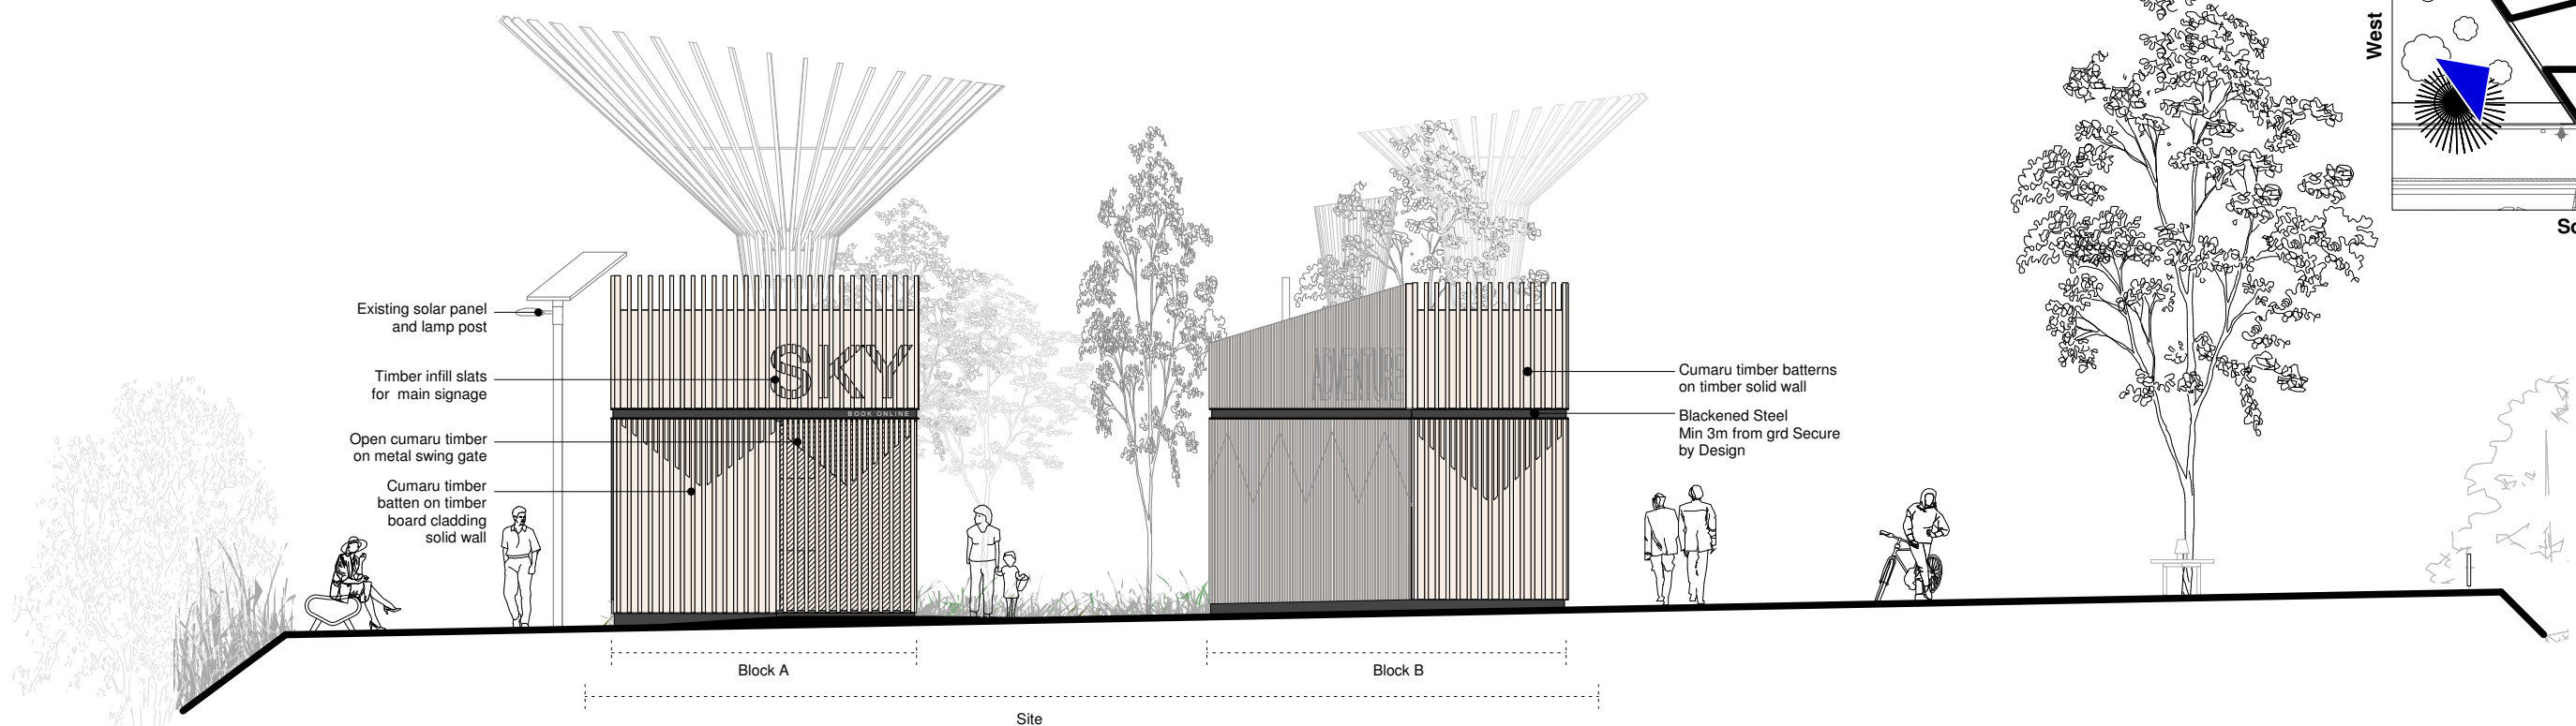 West
So
Existing solar panel
and lamp post
Timber infill slats
for main signage
Open cumaru timber
on metal swing gate
Cumaru timber
batten on timber
board cladding
solid wall
SKY
BOOK ONLINE
ADVENTURE
Cumaru timber batterns
on timber solid wall
Blackened Steel
Min 3m from grd Secure
by Design
Block A
Block B
Site